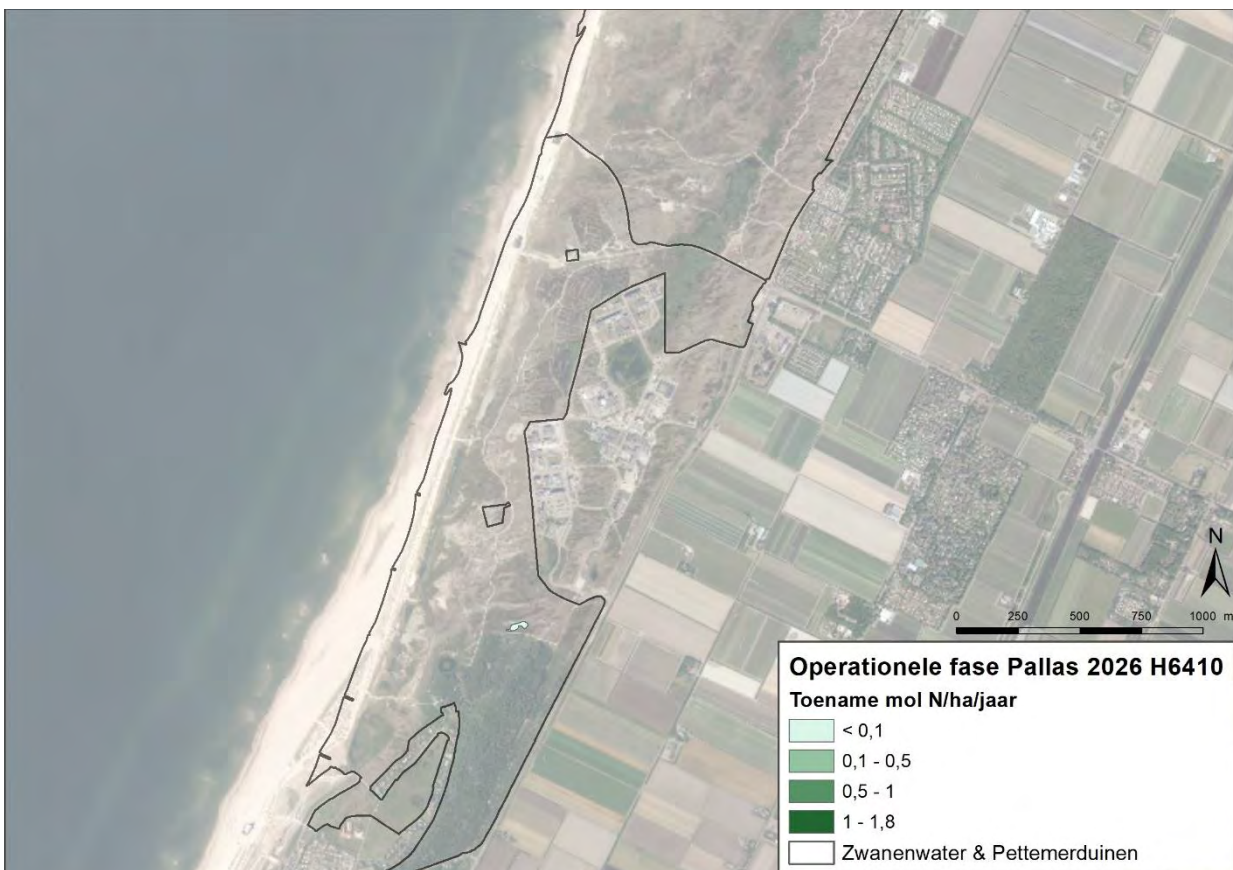 N
0 250 500 750 1000 m
Operationele fase Pallas 2026 H6410
Toename mol N/ha/jaar
< 0,1
0,1 - 0,5
0,5 - 1
1 - 1,8
Zwanenwater & Pettemerduinen